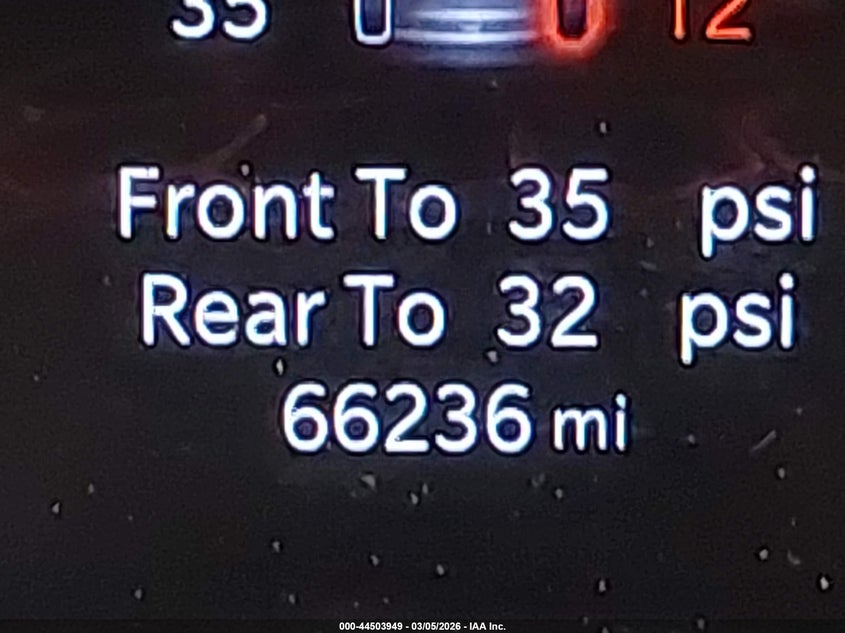 35 12
Front To 35 psi
Rear To 32 psi
66236 mi
000-44503949 - 03/05/2026 - IAA Inc.